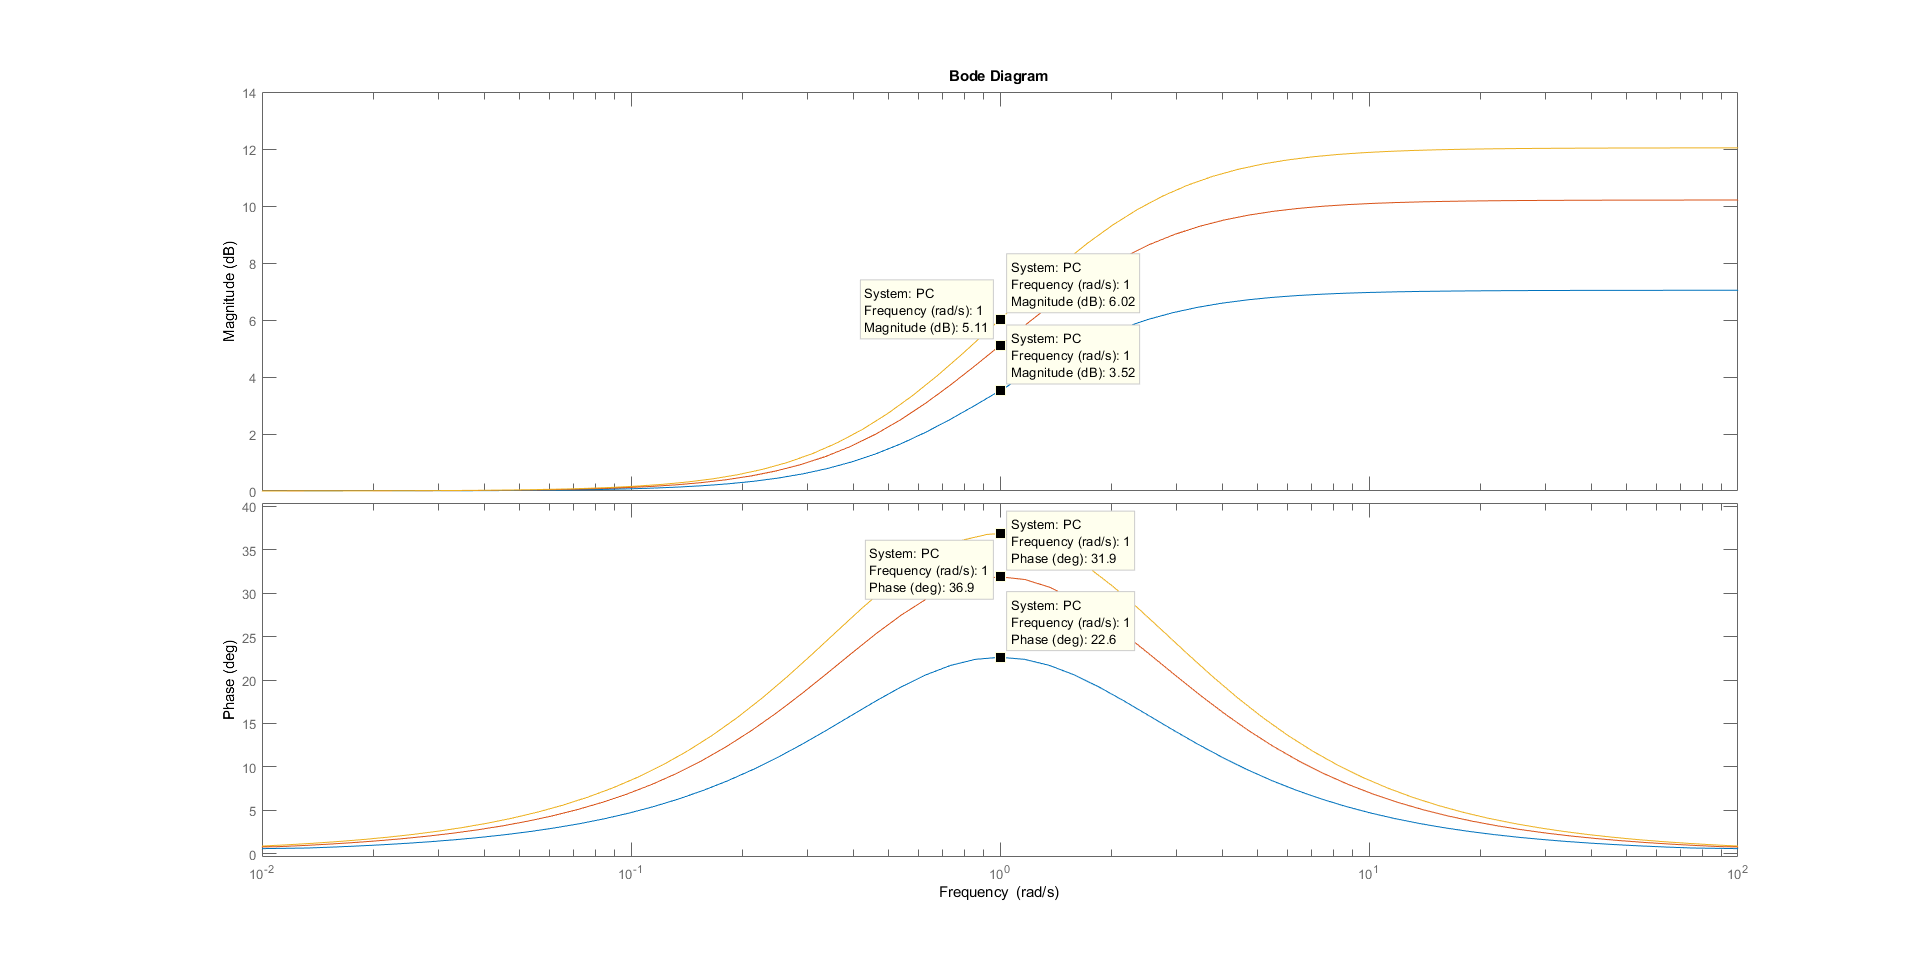 Bode Diagram
14
12
10
8
6
4
2
0
Magnitude (dB)
System: PC
Frequency (rad/s): 1
Magnitude (dB): 5.11
System: PC
Frequency (rad/s): 1
Magnitude (dB): 6.02
System: PC
Frequency (rad/s): 1
Magnitude (dB): 3.52
40
35
30
25
20
15
10
5
0
Phase (deg)
System: PC
Frequency (rad/s): 1
Phase (deg): 36.9
System: PC
Frequency (rad/s): 1
Phase (deg): 31.9
System: PC
Frequency (rad/s): 1
Phase (deg): 22.6
10^-2 10^-1 10^0 10^1 10^2
Frequency (rad/s)